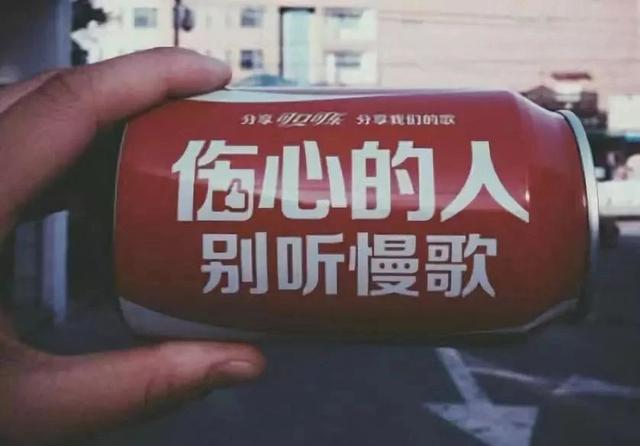 分享 可口可乐 分享我们的歌
伤心的人
别听慢歌